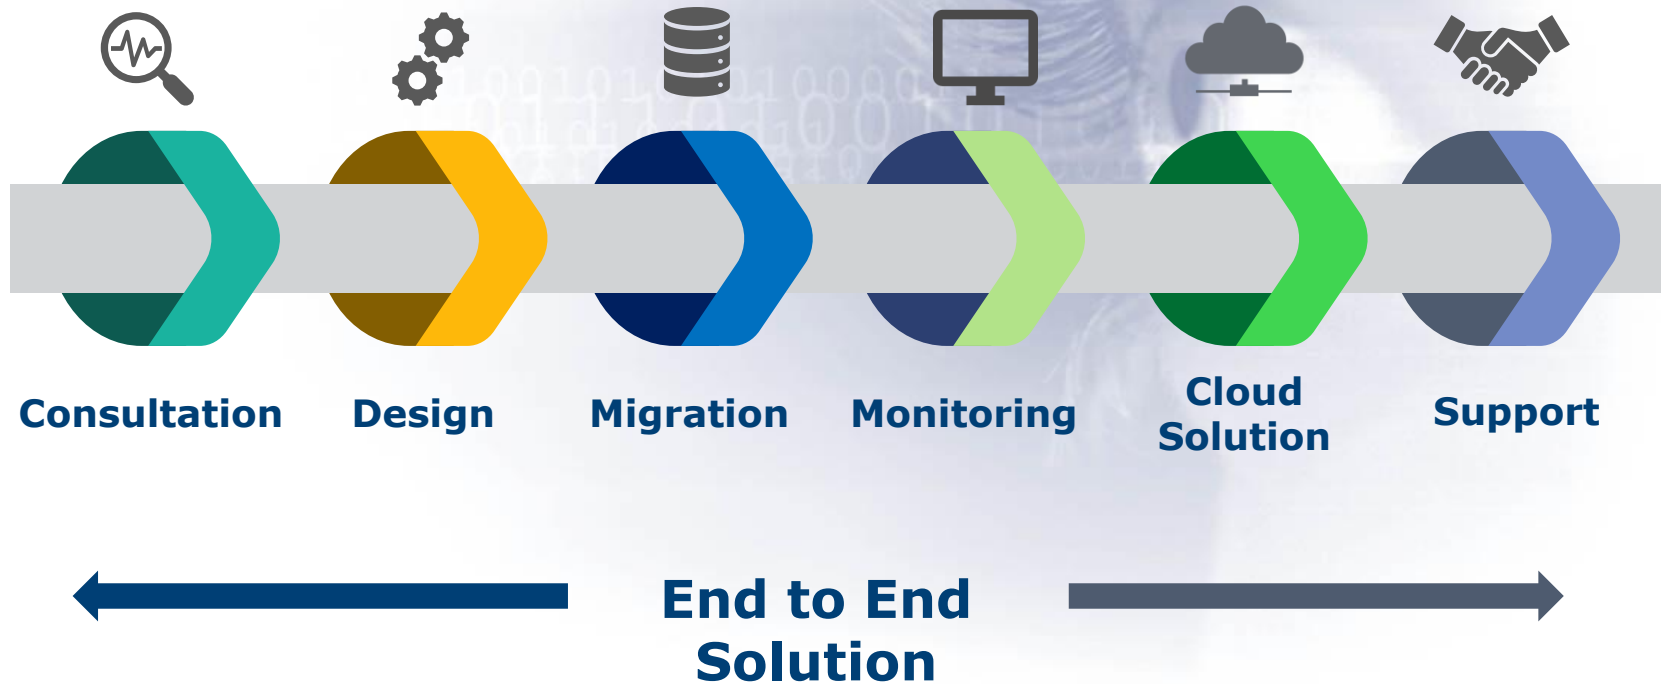 Consultation
Design
Migration
Monitoring
Cloud
Solution
Support
End to End
Solution